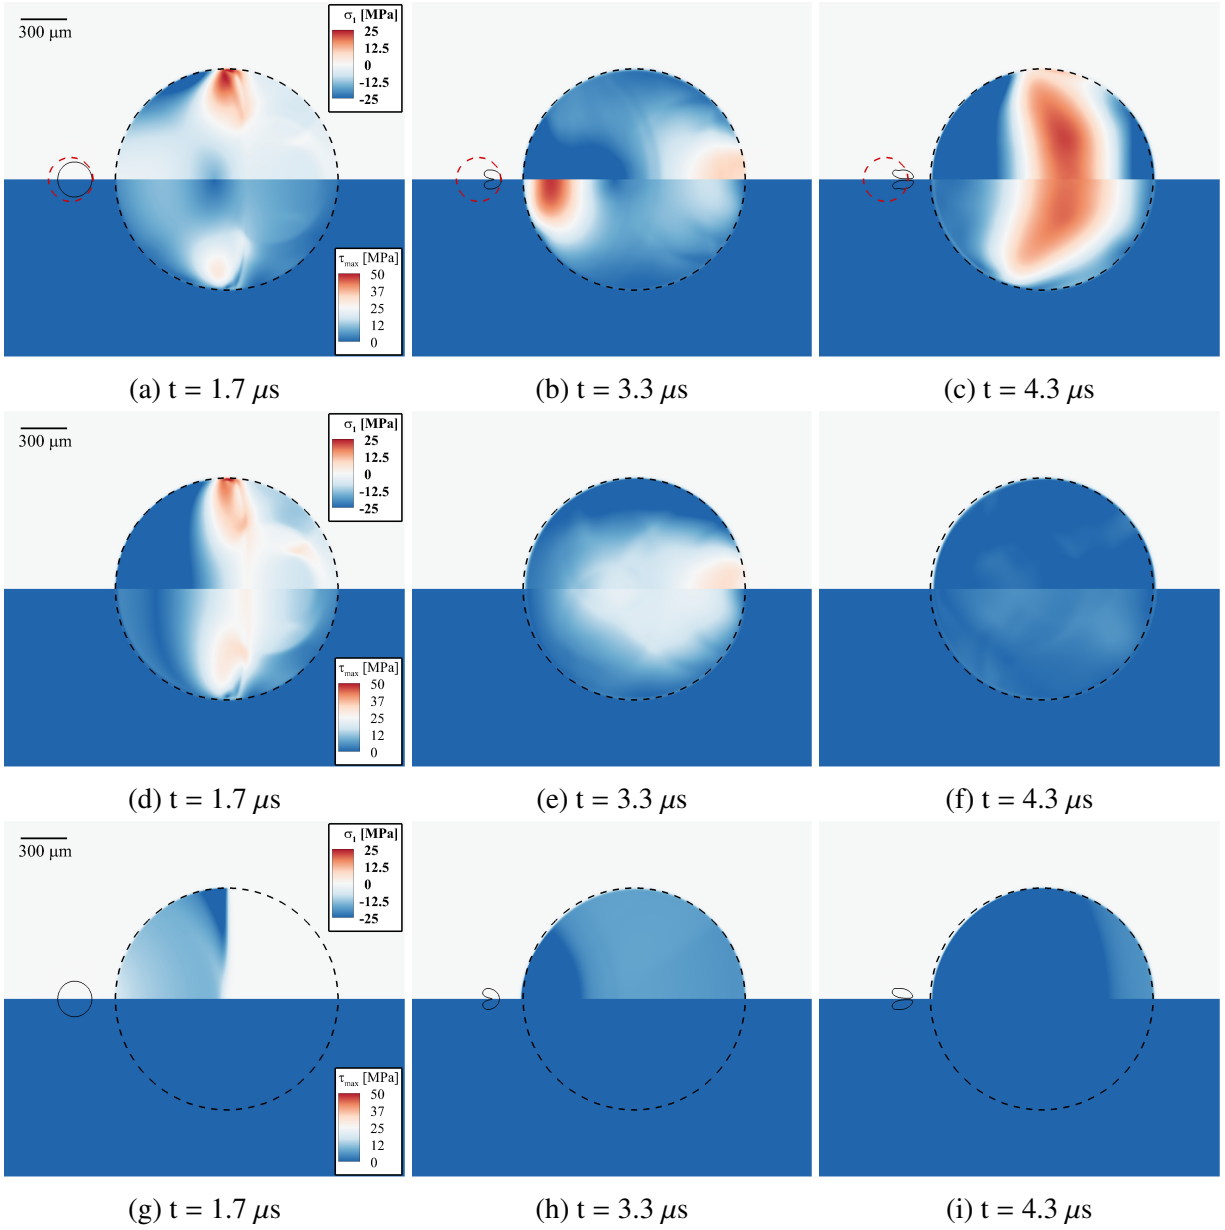 300 μm
σ₁ [MPa]
25
12.5
0
-12.5
-25
τmax [MPa]
50
37
25
12
0
(a) t = 1.7 μs
(b) t = 3.3 μs
(c) t = 4.3 μs
300 μm
σ₁ [MPa]
25
12.5
0
-12.5
-25
τmax [MPa]
50
37
25
12
0
(d) t = 1.7 μs
(e) t = 3.3 μs
(f) t = 4.3 μs
300 μm
σ₁ [MPa]
25
12.5
0
-12.5
-25
τmax [MPa]
50
37
25
12
0
(g) t = 1.7 μs
(h) t = 3.3 μs
(i) t = 4.3 μs